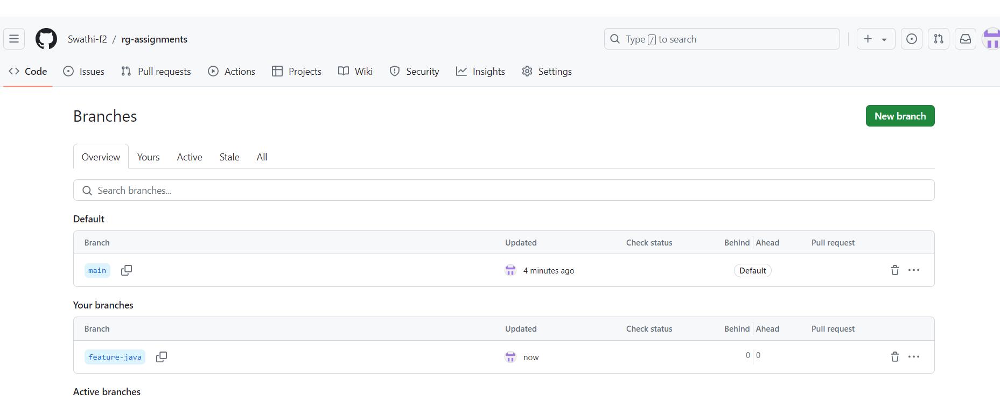 Swathi-f2 / rg-assignments
Type / to search
Code Issues Pull requests Actions Projects Wiki Security Insights Settings
Branches
New branch
Overview Yours Active Stale All
Search branches...
Default
Branch Updated Check status Behind Ahead Pull request
main 4 minutes ago Default
Your branches
Branch Updated Check status Behind Ahead Pull request
feature-java now 0 0
Active branches